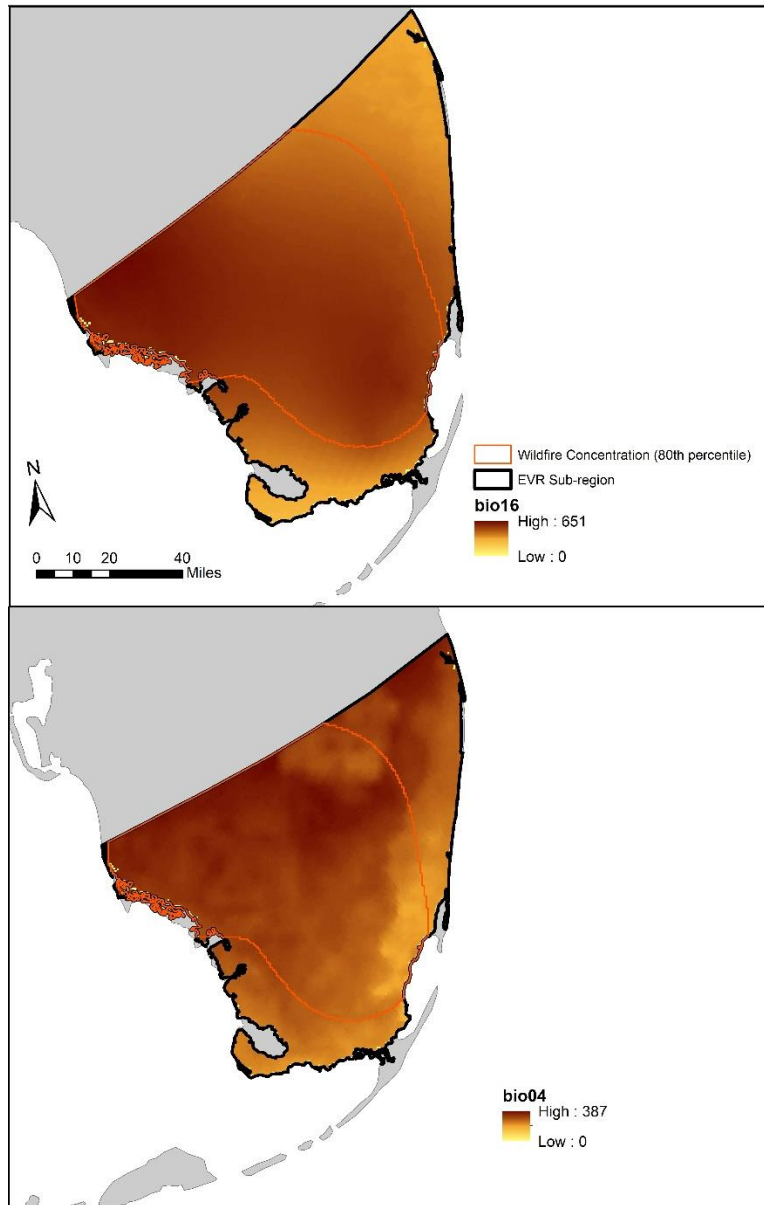 N
0 10 20 40
Miles
Wildfire Concentration (80th percentile)
EVR Sub-region
bio16
High : 651
Low : 0
bio04
High : 387
Low : 0